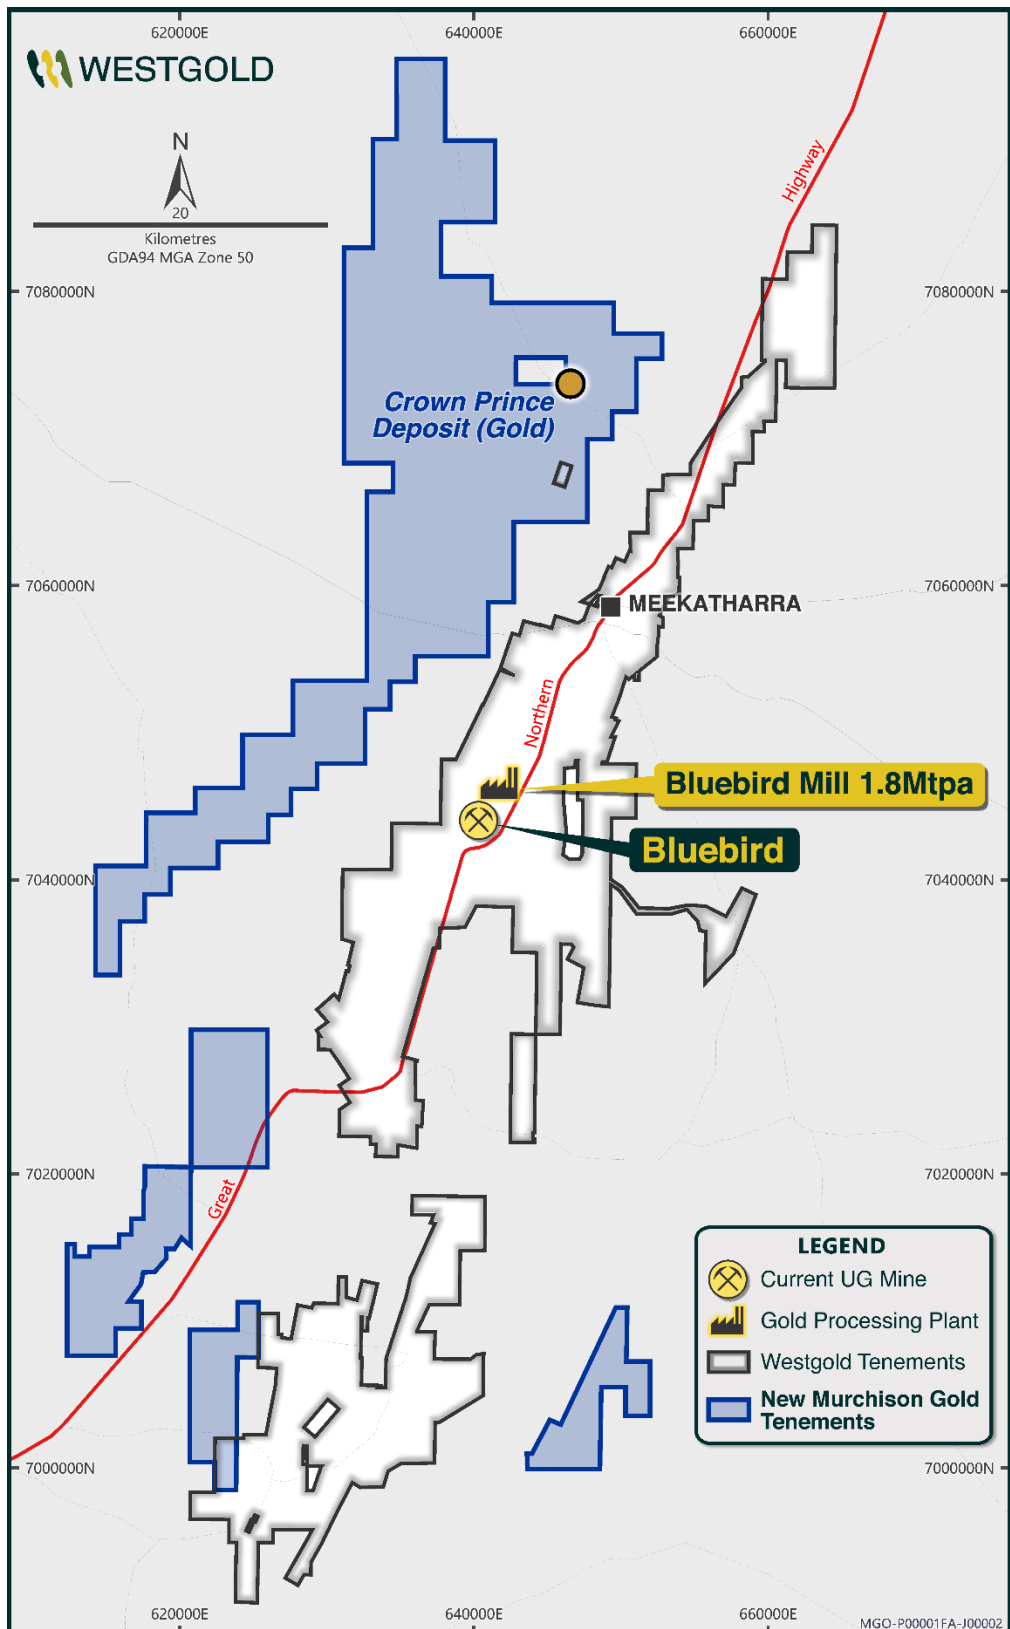 620000E
640000E
660000E
WESTGOLD
N
20
Kilometres
GDA94 MGA Zone 50
Highway
7080000N
7080000N
Crown Prince
Deposit (Gold)
7060000N
7060000N
MEEKATHARRA
Northern
Bluebird Mill 1.8Mtpa
Bluebird
7040000N
7040000N
7020000N
7020000N
Great
LEGEND
Current UG Mine
Gold Processing Plant
Westgold Tenements
New Murchison Gold
Tenements
7000000N
7000000N
620000E
640000E
660000E
MGO-P00001FA-J00002